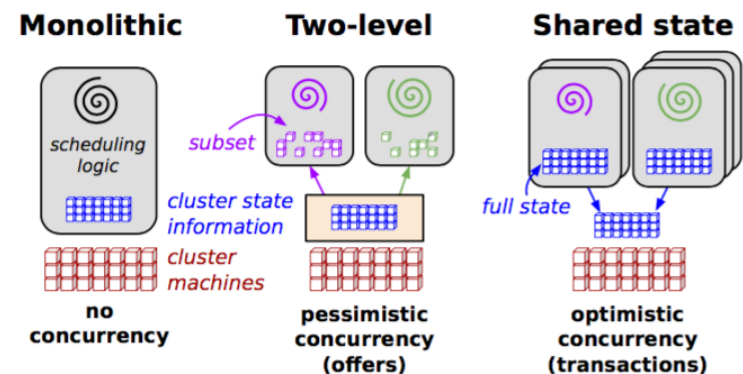 Monolithic
Two-level
Shared state
scheduling
logic
subset
cluster state
information
full state
cluster
machines
no
concurrency
pessimistic
concurrency
(offers)
optimistic
concurrency
(transactions)